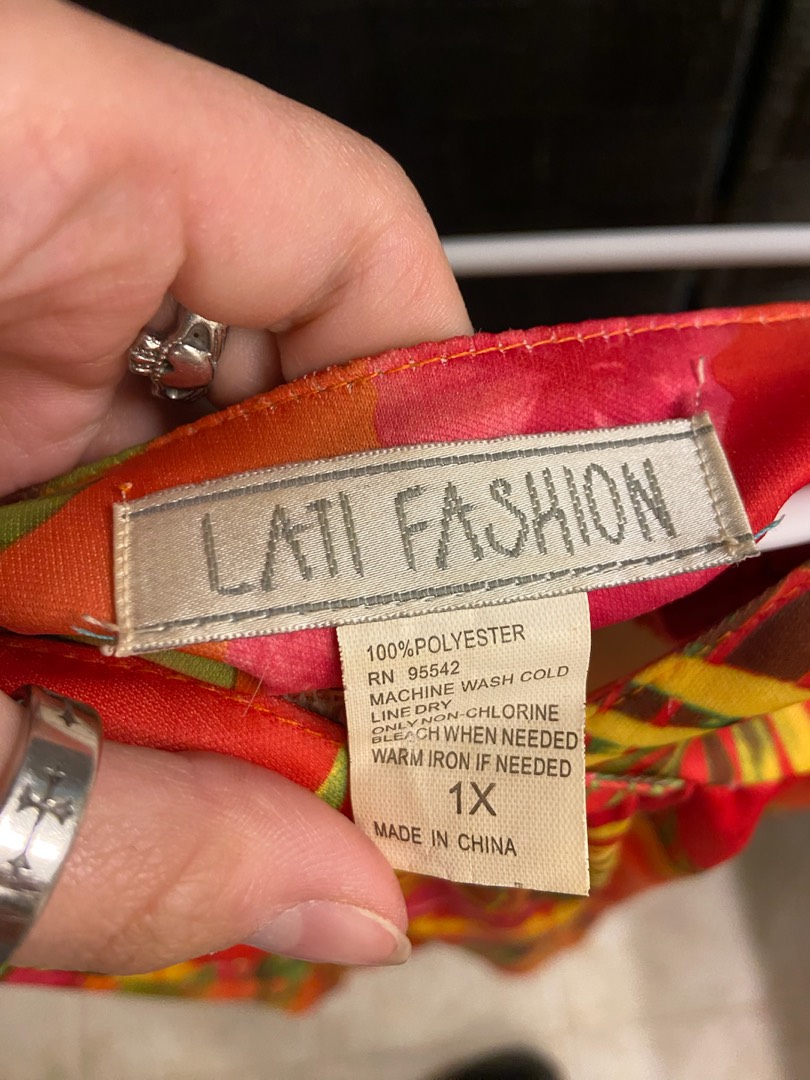 LATI FASHION
100%POLYESTER
RN 95542
MACHINE WASH COLD
LINE DRY
ONLY NON-CHLORINE
BLEACH WHEN NEEDED
WARM IRON IF NEEDED
1X
MADE IN CHINA